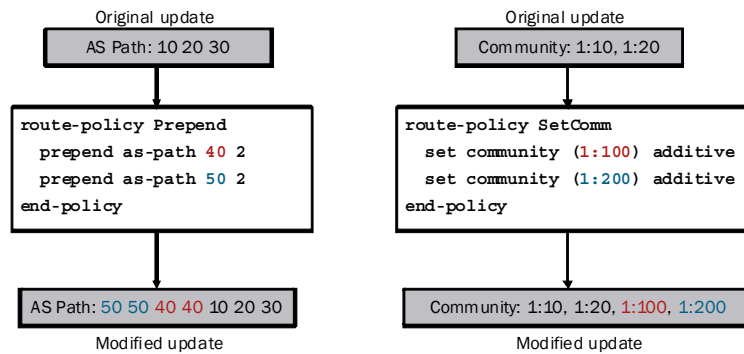 Original update
AS Path: 10 20 30
route-policy Prepend
prepend as-path 40 2
prepend as-path 50 2
end-policy
AS Path: 50 50 40 40 10 20 30
Modified update
Original update
Community: 1:10, 1:20
route-policy SetComm
set community (1:100) additive
set community (1:200) additive
end-policy
Community: 1:10, 1:20, 1:100, 1:200
Modified update